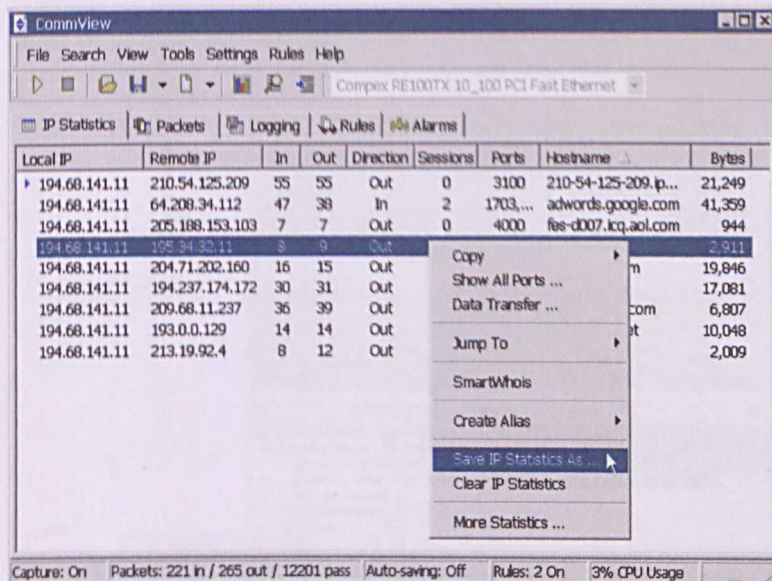 CommView
File Search View Tools Settings Rules Help
Compex RE100TX 10_100 PCI Fast Ethernet
IP Statistics Packets Logging Rules Alarms
Local IP Remote IP In Out Direction Sessions Ports Hostname Bytes
194.68.141.11 210.54.125.209 55 55 Out 0 3100 210-54-125-209.ip... 21,249
194.68.141.11 64.208.34.112 47 38 In 2 1703,... adwords.google.com 41,359
194.68.141.11 205.188.153.103 7 7 Out 0 4000 fes-d007.icq.aol.com 944
194.68.141.11 195.34.32.11 8 9 Out 2,911
194.68.141.11 204.71.202.160 16 15 Out m 19,846
194.68.141.11 194.237.174.172 30 31 Out 17,081
194.68.141.11 209.68.11.237 36 39 Out com 6,807
194.68.141.11 193.0.0.129 14 14 Out et 10,048
194.68.141.11 213.19.92.4 8 12 Out 2,009
Copy
Show All Ports ...
Data Transfer ...
Jump To
SmartWhois
Create Alias
Save IP Statistics As ...
Clear IP Statistics
More Statistics ...
Capture: On Packets: 221 in / 265 out / 12201 pass Auto-saving: Off Rules: 2 On 3% CPU Usage